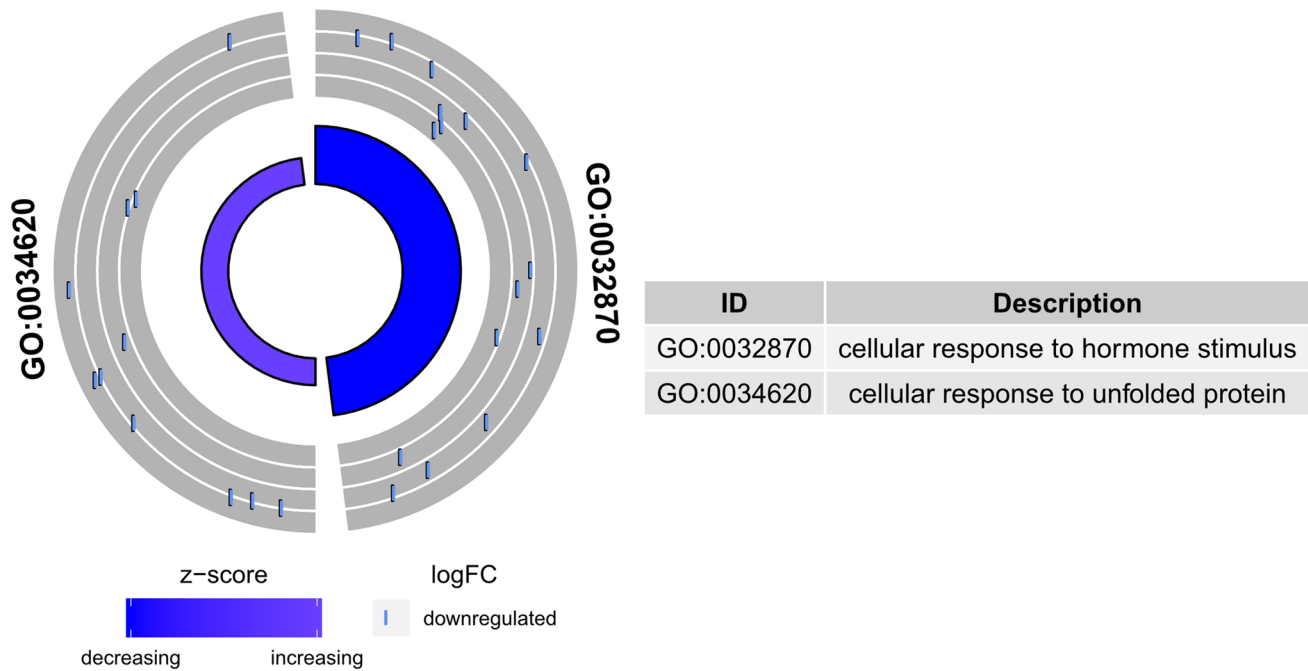 GO:0034620
GO:0032870
ID Description
GO:0032870 cellular response to hormone stimulus
GO:0034620 cellular response to unfolded protein
z−score
decreasing increasing
logFC
downregulated